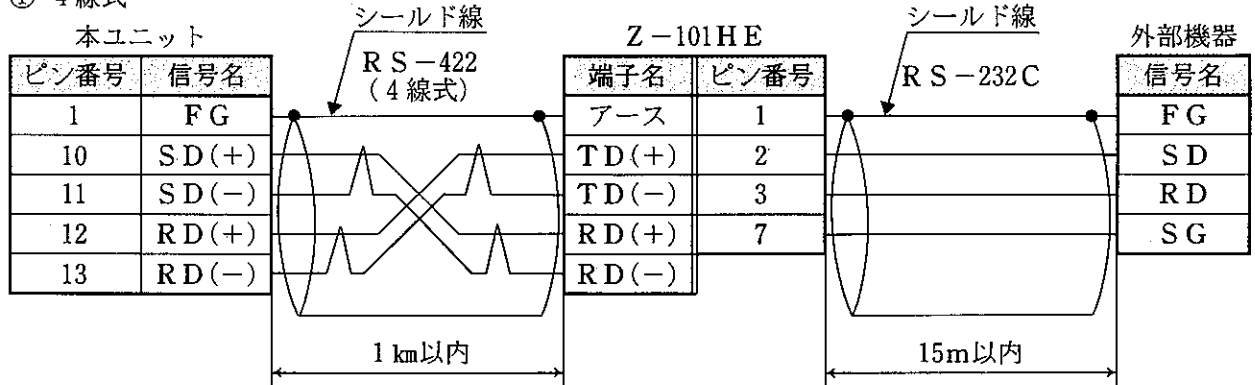 ① 4線式
本ユニット
ピン番号 信号名
1 FG
10 SD(+)
11 SD(-)
12 RD(+)
13 RD(-)
シールド線
RS-422
(4線式)
1km以内
Z-101HE
端子名 ピン番号
アース 1
TD(+) 2
TD(-) 3
RD(+) 7
RD(-)
シールド線
RS-232C
15m以内
外部機器
信号名
FG
SD
RD
SG